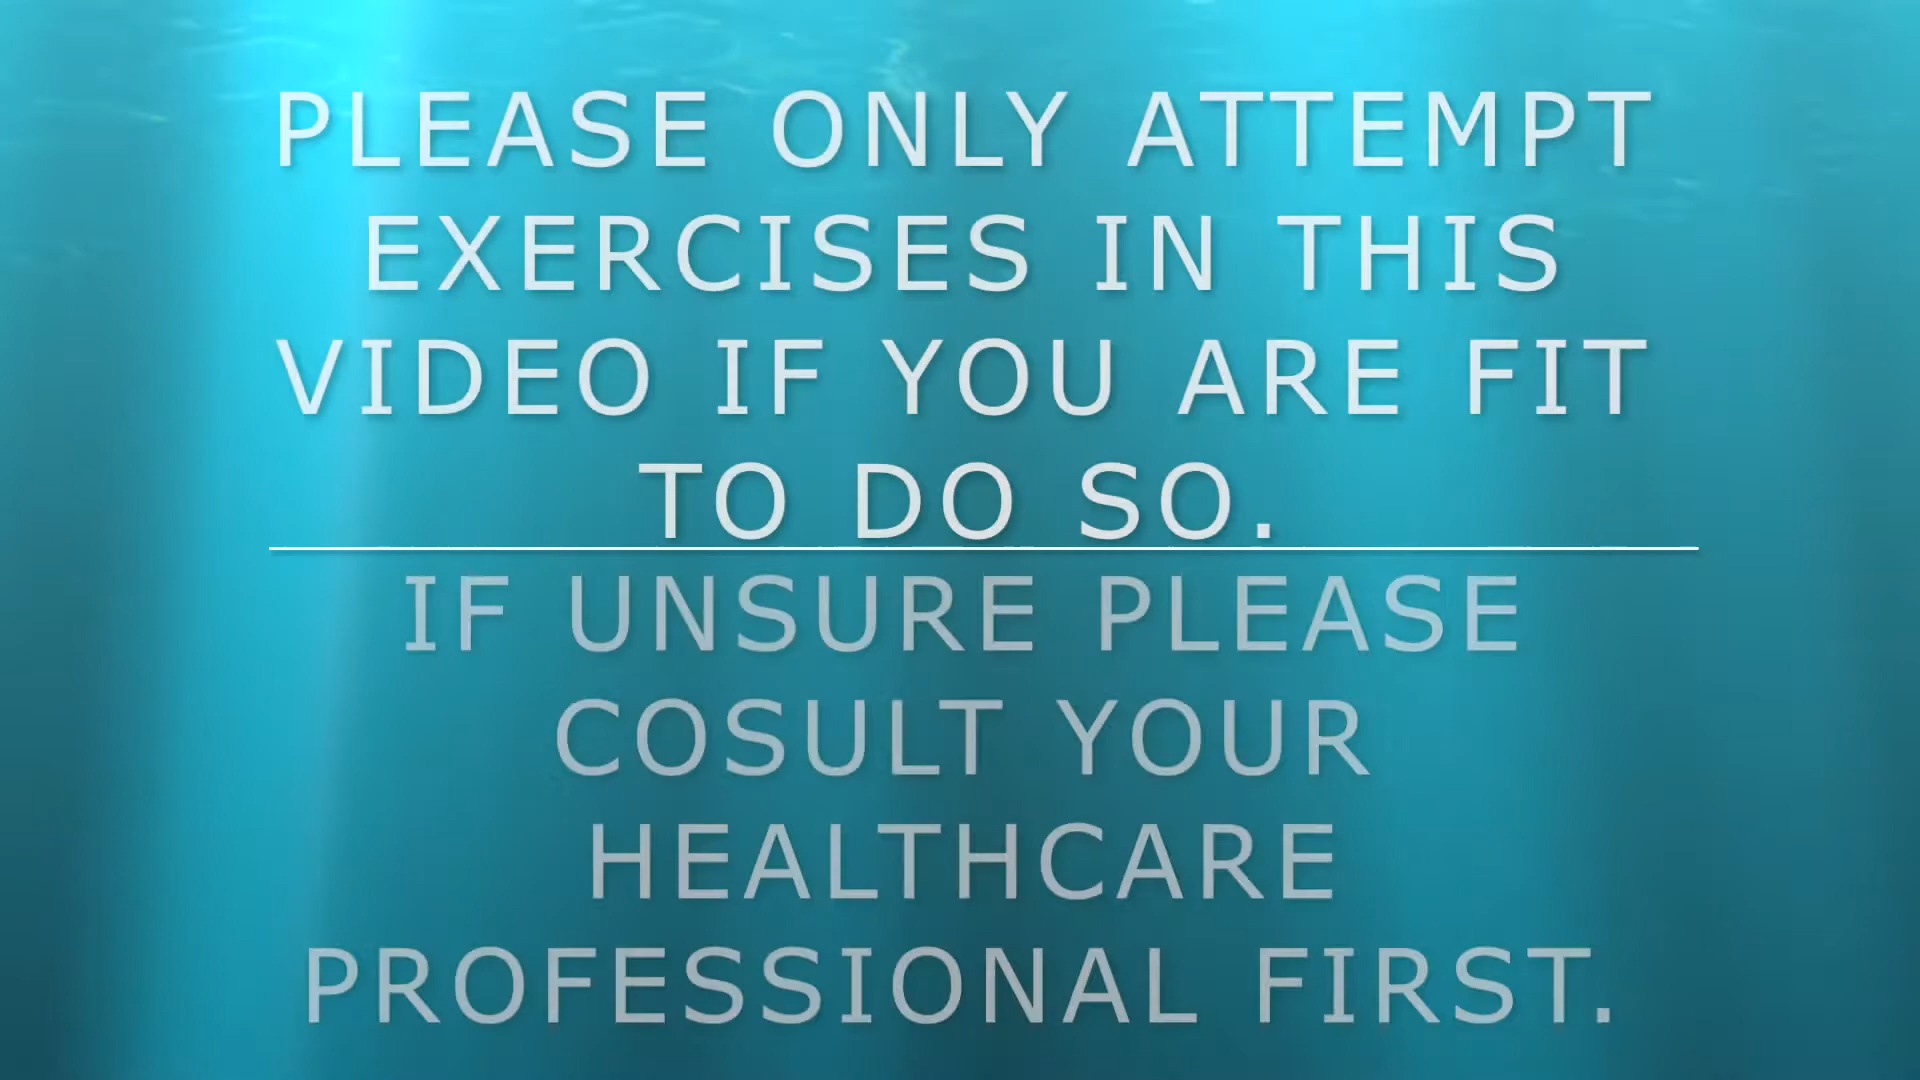 PLEASE ONLY ATTEMPT
EXERCISES IN THIS
VIDEO IF YOU ARE FIT
TO DO SO.
IF UNSURE PLEASE
COSULT YOUR
HEALTHCARE
PROFESSIONAL FIRST.